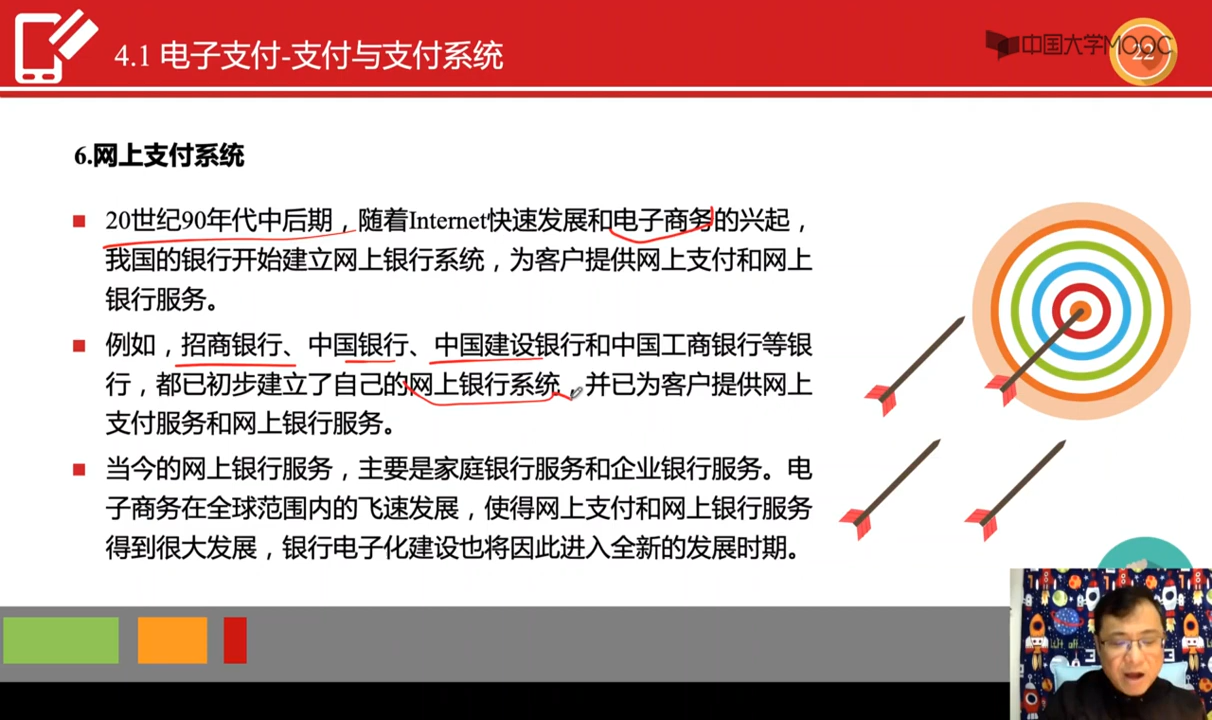 4.1 电子支付-支付与支付系统
中国大学MOOC
22
6.网上支付系统
20世纪90年代中后期，随着Internet快速发展和电子商务的兴起，
我国的银行开始建立网上银行系统，为客户提供网上支付和网上
银行服务。
例如，招商银行、中国银行、中国建设银行和中国工商银行等银
行，都已初步建立了自己的网上银行系统，并已为客户提供网上
支付服务和网上银行服务。
当今的网上银行服务，主要是家庭银行服务和企业银行服务。电
子商务在全球范围内的飞速发展，使得网上支付和网上银行服务
得到很大发展，银行电子化建设也将因此进入全新的发展时期。